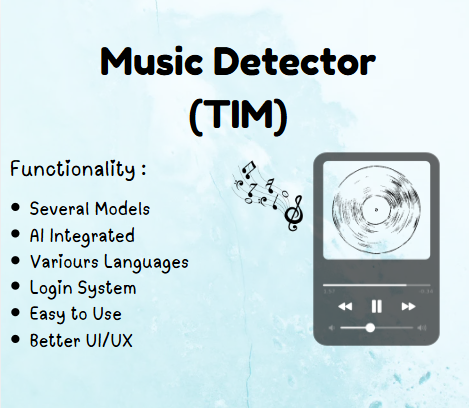 Music Detector
(TIM)
Functionality :
Several Models
AI Integrated
Variours Languages
Login System
Easy to Use
Better UI/UX